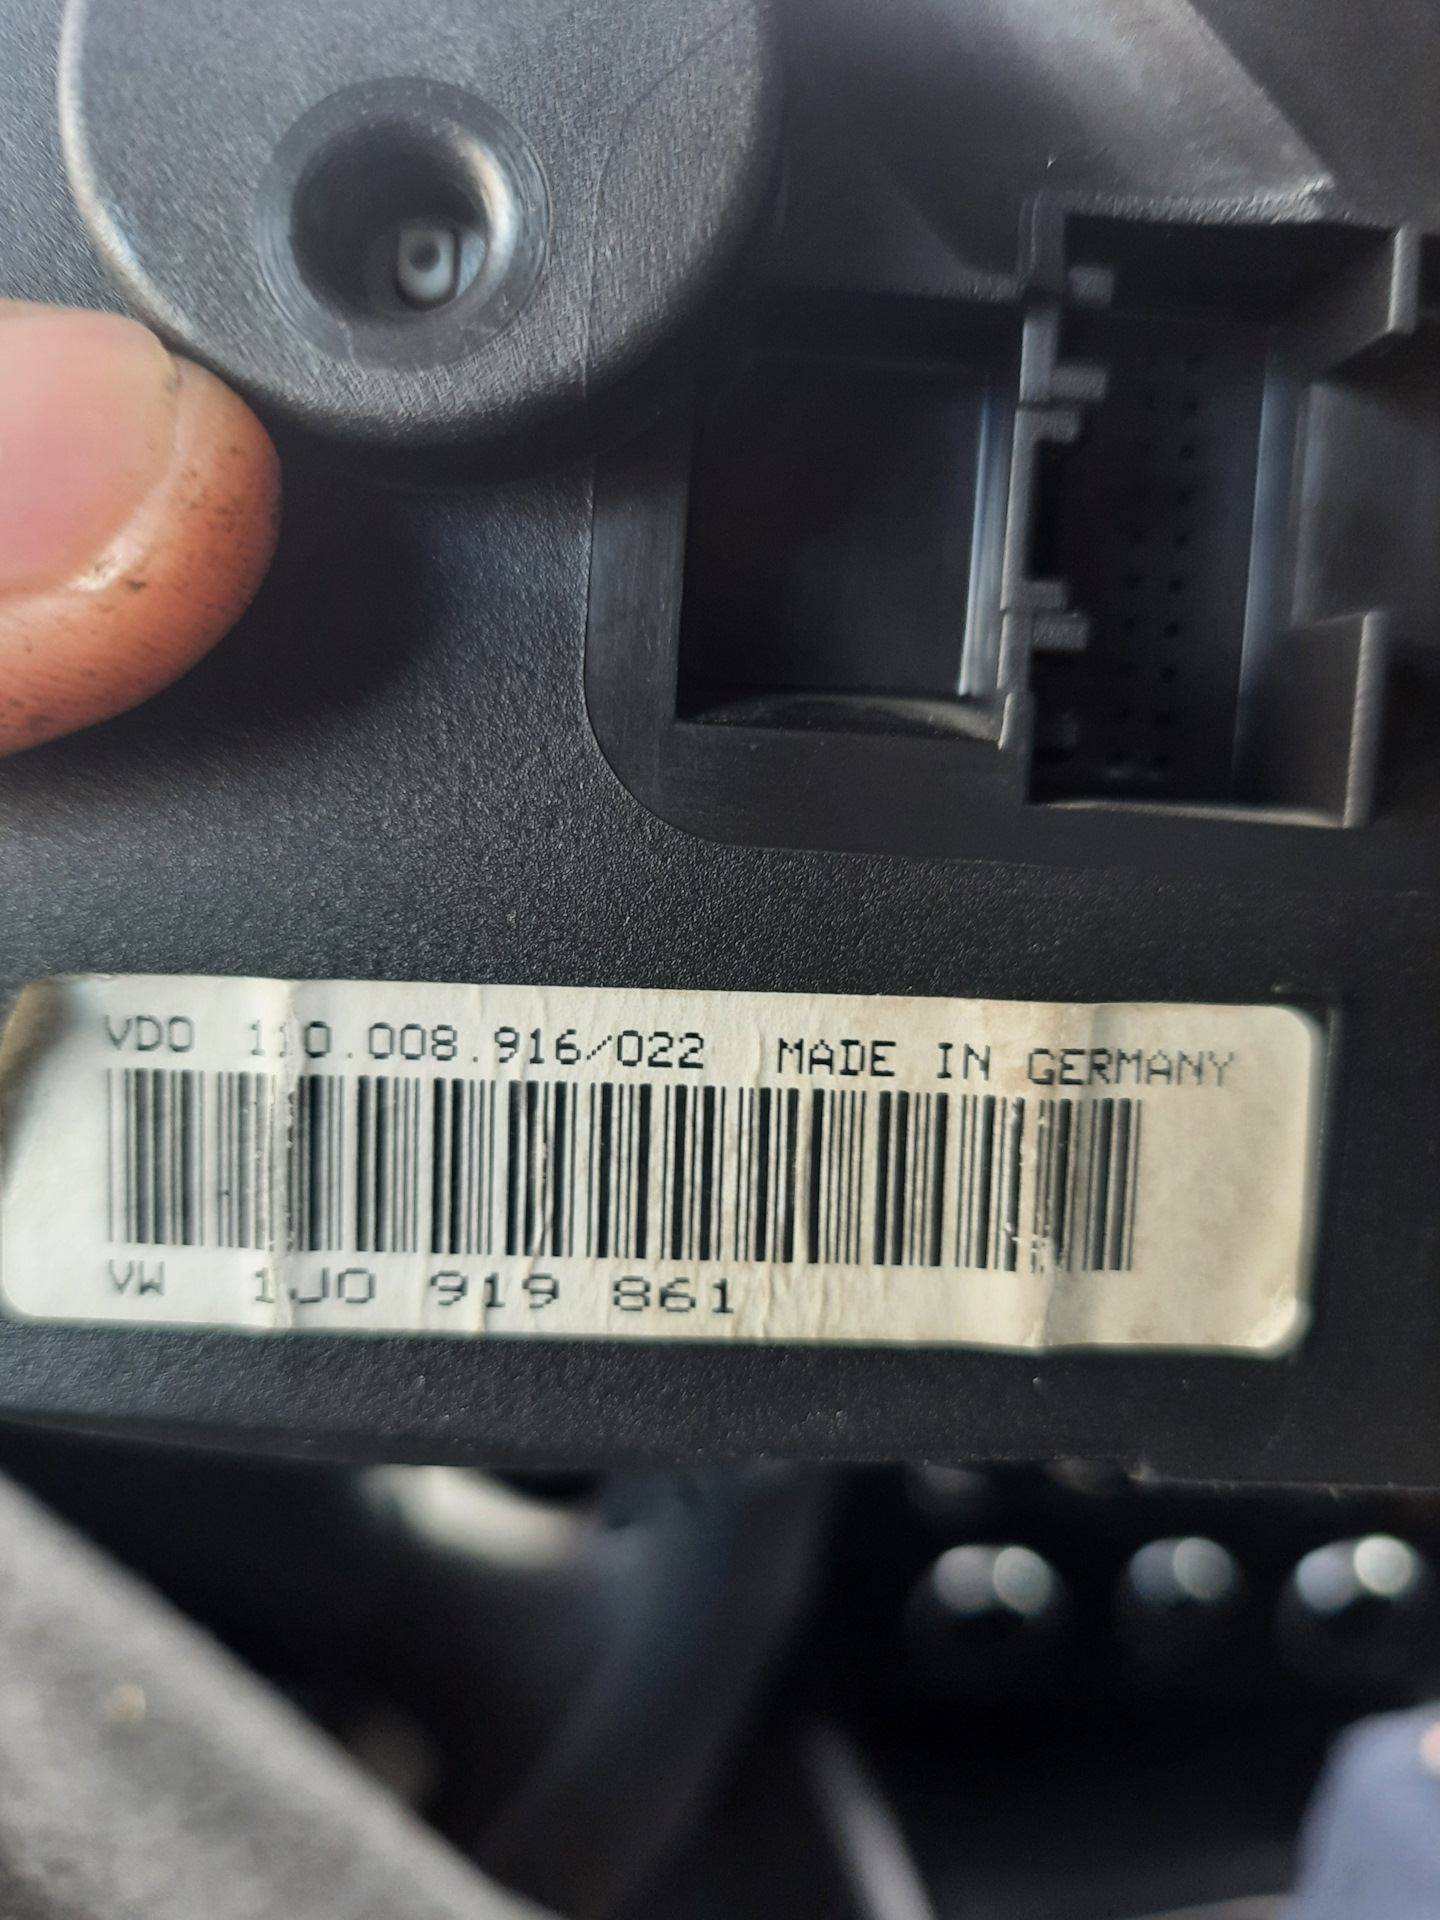 VDO 110.008.916/022 MADE IN GERMANY
VW 1J0 919 861